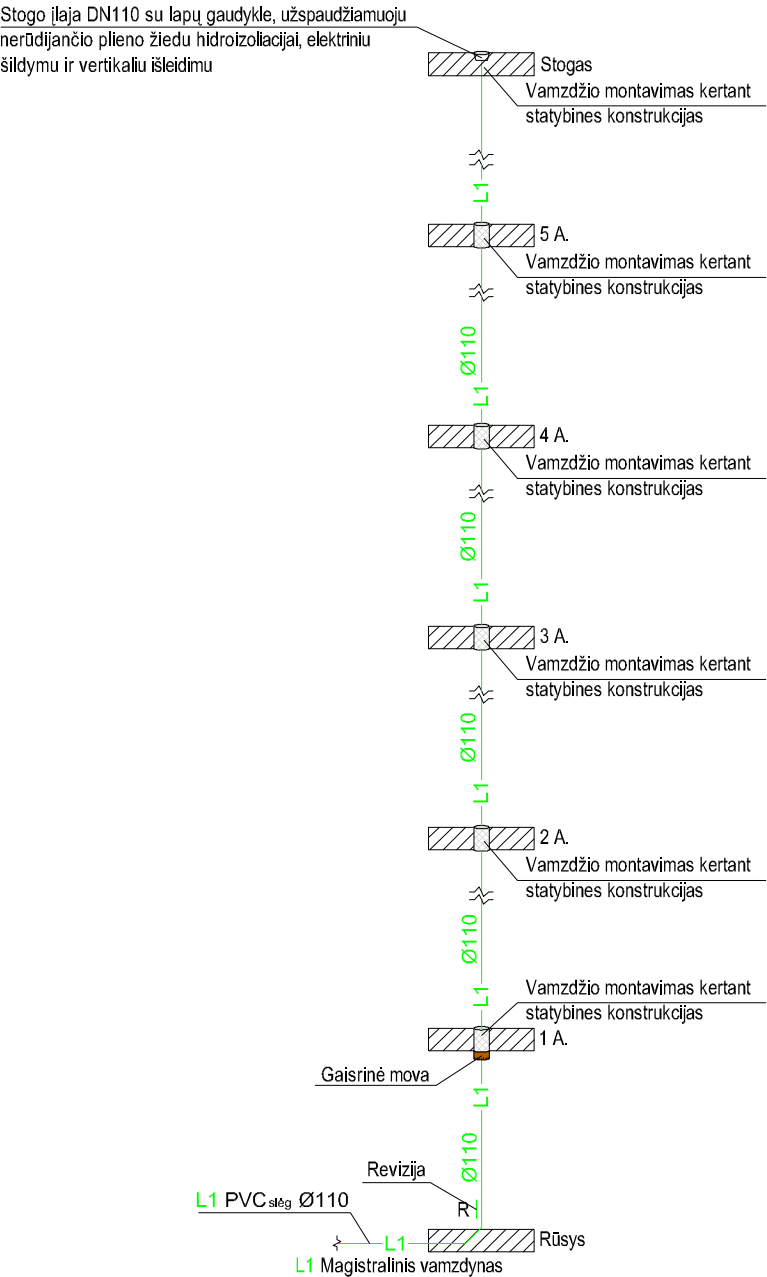 Stogo įlaja DN110 su lapų gaudykle, užspaudžiamuoju
nerūdijančio plieno žiedu hidroizoliacijai, elektriniu
šildymu ir vertikaliu išleidimu
Stogas
Vamzdžio montavimas kertant
statybines konstrukcijas
L1
5 A.
Vamzdžio montavimas kertant
statybines konstrukcijas
Ø110
L1
4 A.
Vamzdžio montavimas kertant
statybines konstrukcijas
Ø110
L1
3 A.
Vamzdžio montavimas kertant
statybines konstrukcijas
Ø110
L1
2 A.
Vamzdžio montavimas kertant
statybines konstrukcijas
Ø110
L1
Vamzdžio montavimas kertant
statybines konstrukcijas
1 A.
Gaisrinė mova
L1
Ø110
Revizija
R
L1 PVC slėg Ø110
Rūsys
L1
L1 Magistralinis vamzdynas